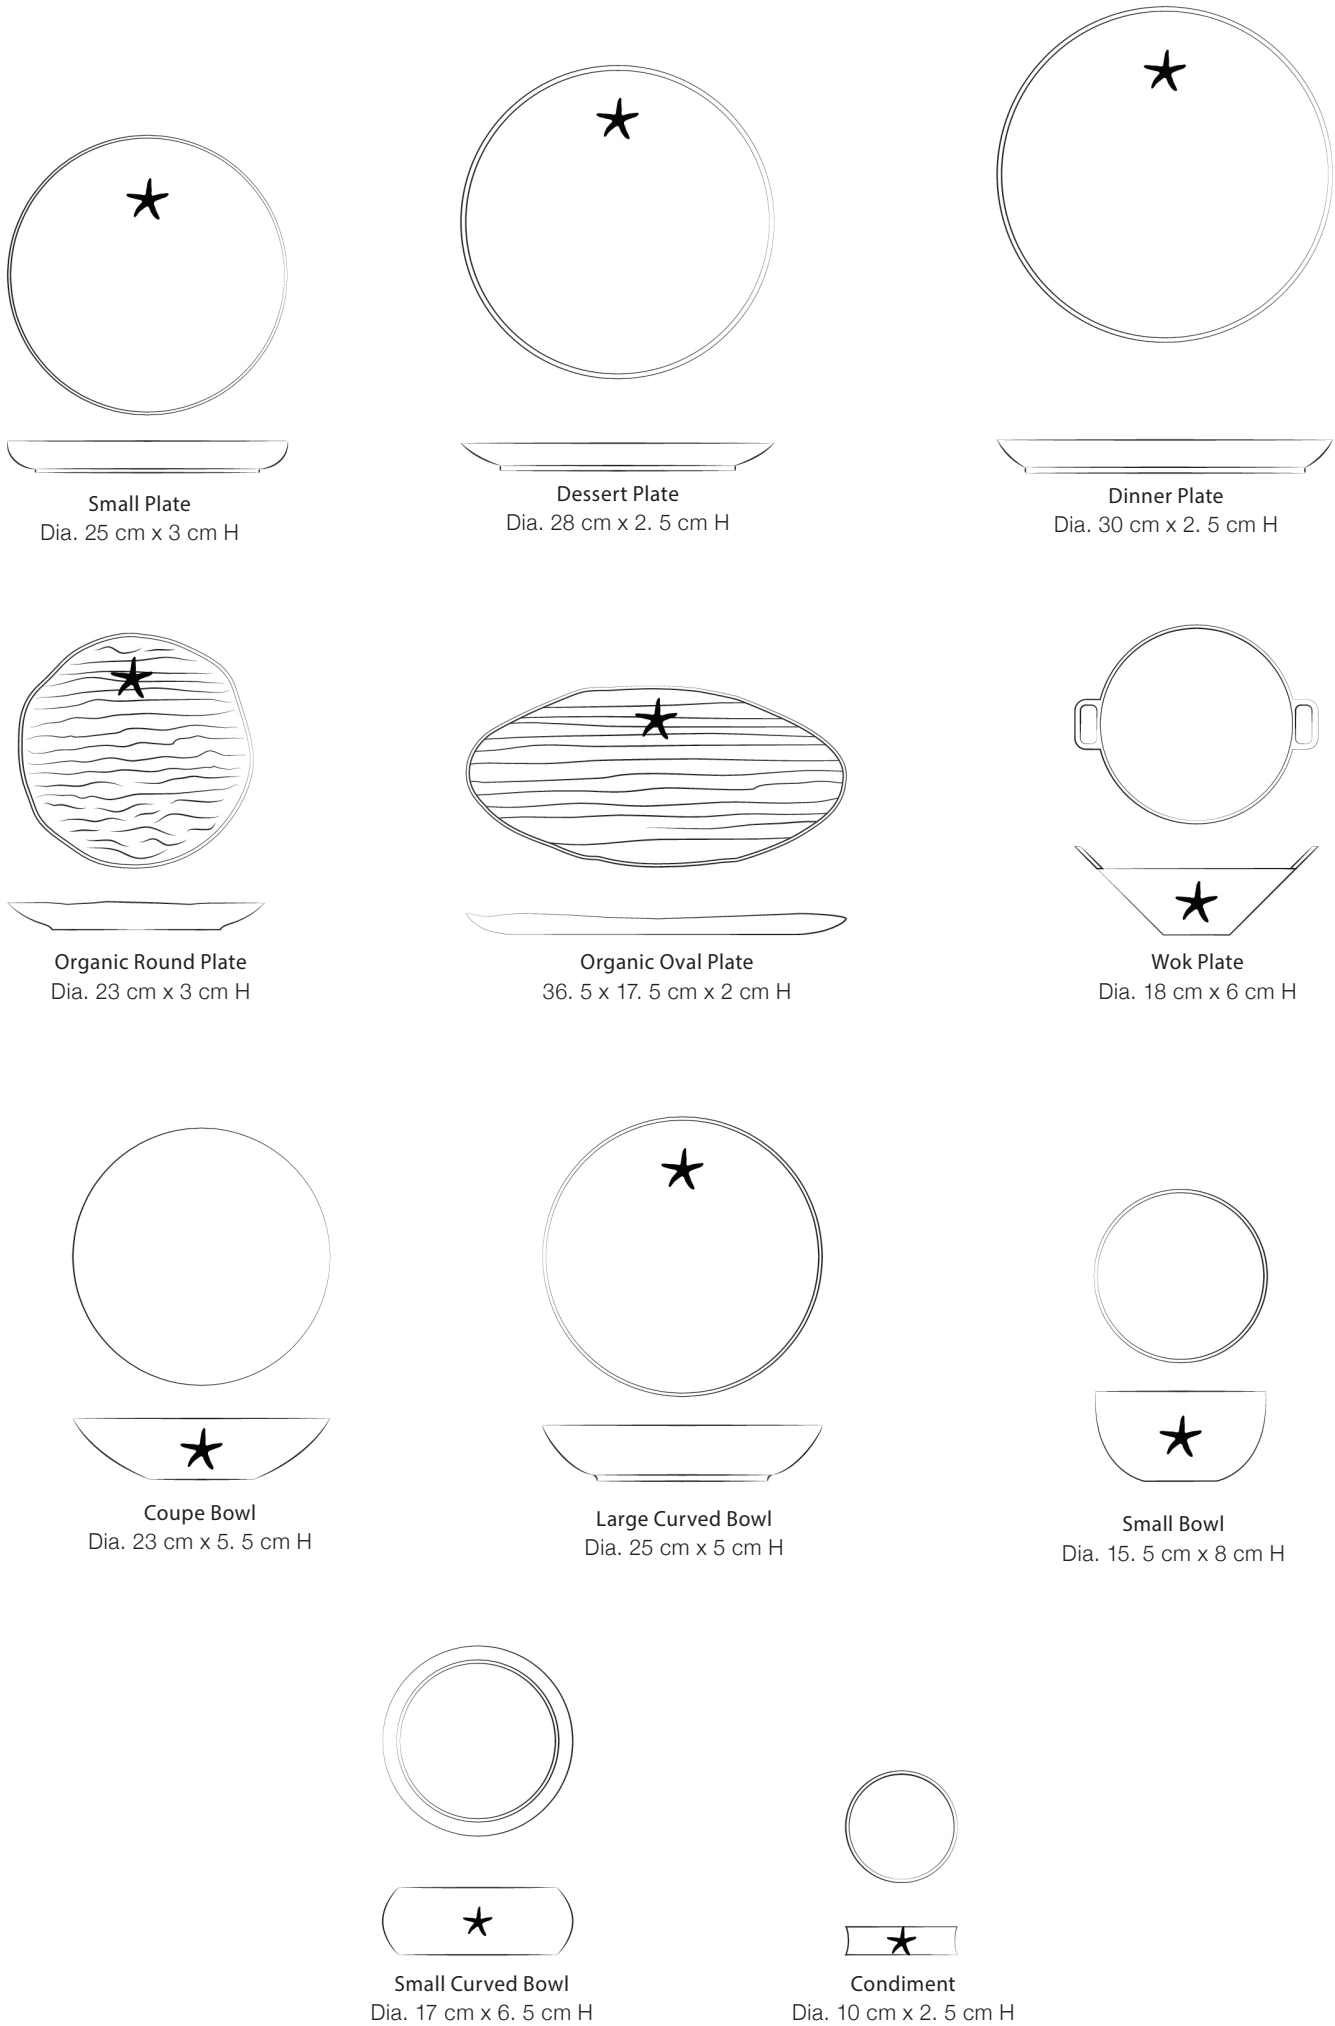 Small Plate
Dia. 25 cm x 3 cm H
Dessert Plate
Dia. 28 cm x 2. 5 cm H
Dinner Plate
Dia. 30 cm x 2. 5 cm H
Organic Round Plate
Dia. 23 cm x 3 cm H
Organic Oval Plate
36. 5 x 17. 5 cm x 2 cm H
Wok Plate
Dia. 18 cm x 6 cm H
Coupe Bowl
Dia. 23 cm x 5. 5 cm H
Large Curved Bowl
Dia. 25 cm x 5 cm H
Small Bowl
Dia. 15. 5 cm x 8 cm H
Small Curved Bowl
Dia. 17 cm x 6. 5 cm H
Condiment
Dia. 10 cm x 2. 5 cm H